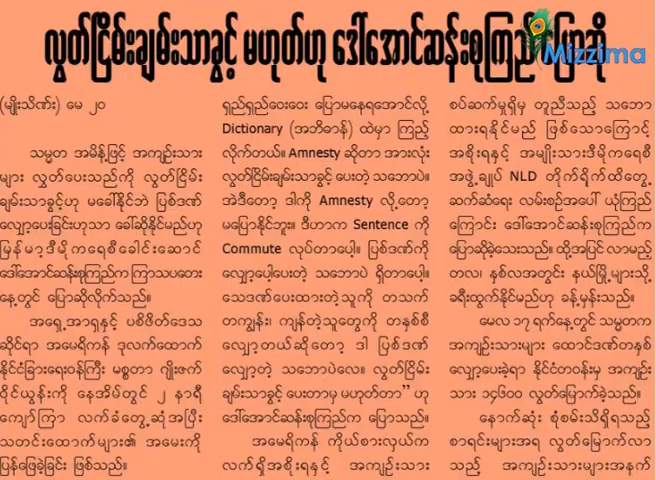 လွတ်ငြိမ်းချမ်းသာခွင့် မဟုတ်ဟု ဒေါ်အောင်ဆန်းစုကြည် ပြောဆို
Mizzima
(မျိုးသိဏ်း) မေ ၂၀
သမ္မတ အမိန့်ဖြင့် အကျဉ်းသား
များ လွှတ်ပေးသည်ကို လွတ်ငြိမ်း
ချမ်းသာခွင့်ဟု မခေါ်နိုင်ဘဲ ပြစ်ဒဏ်
လျှော့ပေးခြင်းဟုသာ ခေါ်ဆိုနိုင်မည်ဟု
မြန်မာ့ဒီမိုကရေစီခေါင်းဆောင်
ဒေါ်အောင်ဆန်းစုကြည်က ကြာသပတေး
နေ့တွင် ပြောဆိုလိုက်သည်။
အရှေ့အာရှနှင့် ပစိဖိတ်ဒေသ
ဆိုင်ရာ အမေရိကန် ဒုလက်ထောက်
နိုင်ငံခြားရေးဝန်ကြီး မစ္စတာ ဂျိုးဇက်
ဝိုင်ယွန်းကို နေအိမ်တွင် ၂ နာရီ
ကျော်ကြာ လက်ခံတွေ့ဆုံအပြီး
သတင်းထောက်များ၏ အမေးကို
ပြန်ဖြေခဲ့ခြင်း ဖြစ်သည်။
ရှည်ရှည်ဝေးဝေး ပြောမနေရအောင်လို့
Dictionary (အဘိဓာန်) ထဲမှာ ကြည့်
လိုက်တယ်။ Amnesty ဆိုတာ အားလုံး
လွတ်ငြိမ်းချမ်းသာခွင့် ပေးတဲ့ သဘောပဲ။
အဲဒီတော့ ဒါကို Amnesty လို့တော့
မပြောနိုင်ဘူး။ ဒီဟာက Sentence ကို
Commute လုပ်တာပေါ့။ ပြစ်ဒဏ်ကို
လျှော့ပေါ့ပေးတဲ့ သဘောပဲ ရှိတာပေါ့။
သေဒဏ်ပေးထားတဲ့သူကို တသက်
တကျွန်း၊ ကျန်တဲ့သူတွေကို တနှစ်စီ
လျှော့တယ်ဆိုတော့ ဒါ ပြစ်ဒဏ်
လျှော့တဲ့ သဘောပဲလေ။ လွတ်ငြိမ်း
ချမ်းသာခွင့် ပေးတာမှ မဟုတ်တာ” ဟု
ဒေါ်အောင်ဆန်းစုကြည်က ပြောသည်။
အမေရိကန် ကိုယ်စားလှယ်က
လက်ရှိအစိုးရနှင့် အကျဉ်းသား
စပ်ဆက်မှုရှိမှ တူညီသည့် သဘော
ထားရနိုင်မည် ဖြစ်သောကြောင့်
အစိုးရနှင့် အမျိုးသားဒီမိုကရေစီ
အဖွဲ့ချုပ် NLD တိုက်ရိုက်ထိတွေ့
ဆက်ဆံရေး လမ်းစဉ်အပေါ် ယုံကြည်
ကြောင်း ဒေါ်အောင်ဆန်းစုကြည်က
ပြောဆိုခဲ့သေးသည်။ ထို့အပြင် လာမည့်
တလ၊ နှစ်လအတွင်း နယ်မြို့များသို့
ခရီးထွက်နိုင်မည်ဟု ခန့်မှန်းသည်။
မေလ ၁၇ ရက်နေ့တွင် သမ္မတက
အကျဉ်းသားများ ထောင်ဒဏ်တနှစ်
လျှော့ပေးခဲ့ရာ နိုင်ငံတဝန်းမှ အကျဉ်း
သား ၁၄၆၀၀ လွတ်မြောက်ခဲ့သည်။
နောက်ဆုံး စုံစမ်းသိရှိရသည့်
စာရင်းများအရ လွတ်မြောက်လာ
သည့် အကျဉ်းသားများအနက်